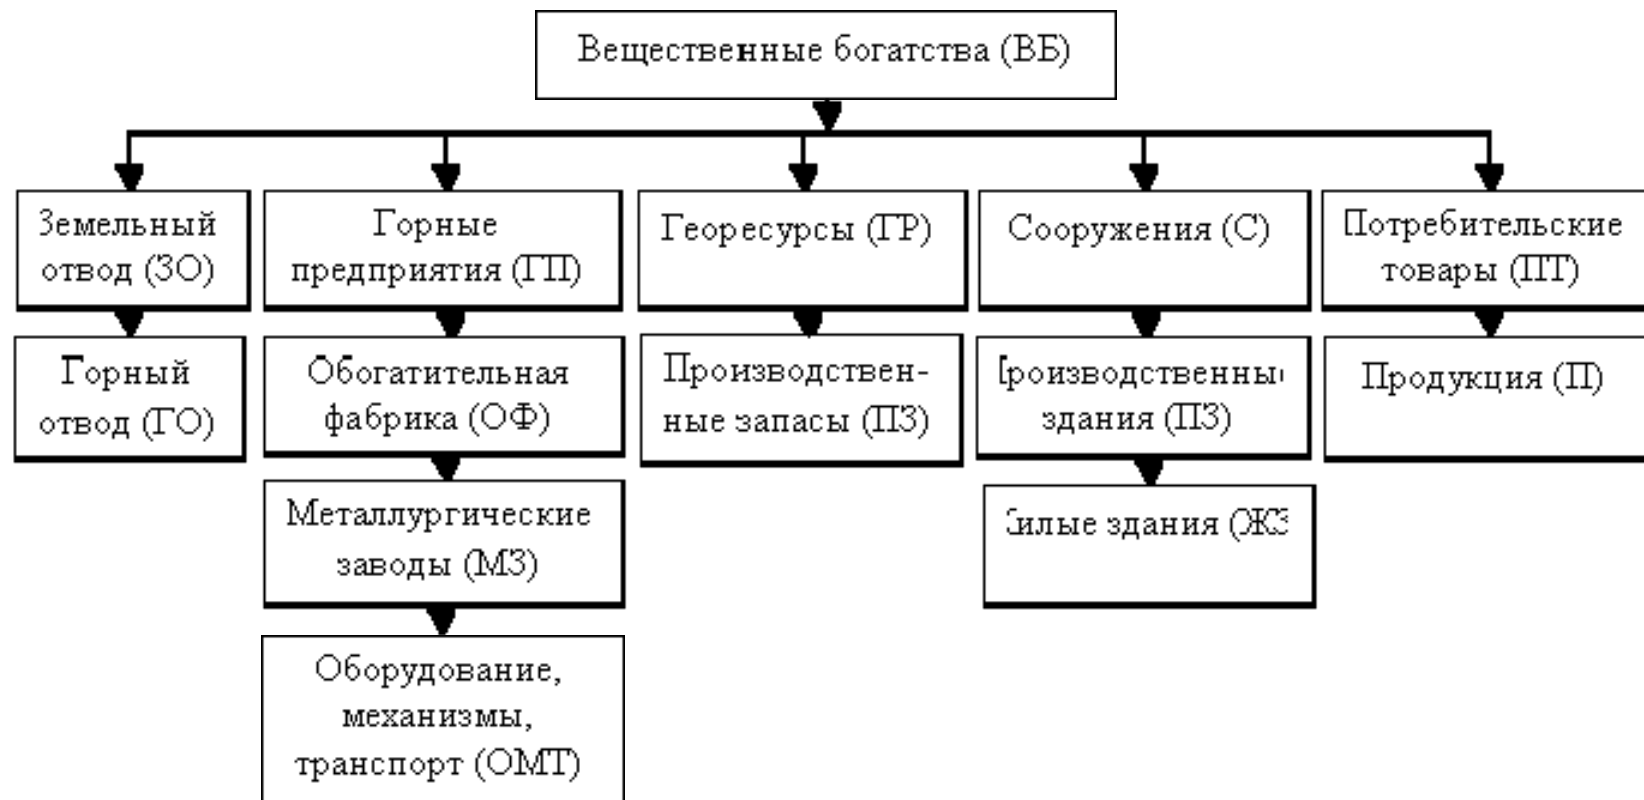 Вещественные богатства (ВБ)
Земельный
отвод (ЗО)
Горные
предприятия (ГП)
Георесурсы (ГР)
Сооружения (С)
Потребительские
товары (ПТ)
Горный
отвод (ГО)
Обогатительная
фабрика (ОФ)
Производствен-
ные запасы (ПЗ)
здания (ПЗ)
Продукция (П)
Металлургические
заводы (МЗ)
здания
Оборудование,
механизмы,
транспорт (ОМТ)